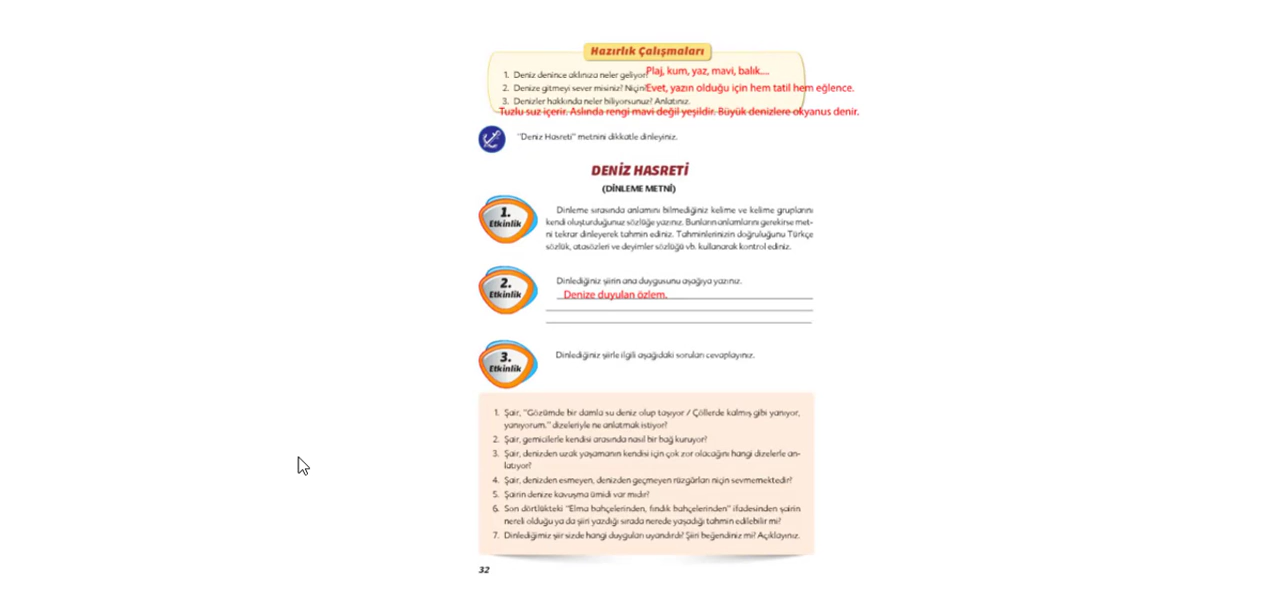 Hazırlık Çalışmaları
1. Deniz denince aklınıza neler geliyor? Plaj, kum, yaz, mavi, balık....
2. Denize gitmeyi sever misiniz? Niçin? Evet, yazın olduğu için hem tatil hem eğlence.
3. Denizler hakkında neler biliyorsunuz? Anlatınız.
Tuzlu suz içerir. Aslında rengi mavi değil yeşildir. Büyük denizlere okyanus denir.
"Deniz Hasreti" metnini dikkatle dinleyiniz.
DENİZ HASRETİ
(DİNLEME METNİ)
1.
Etkinlik
Dinleme sırasında anlamını bilmediğiniz kelime ve kelime gruplarını
kendi oluşturduğunuz sözlüğe yazınız. Bunların anlamlarını gerekirse met-
ni tekrar dinleyerek tahmin ediniz. Tahminlerinizin doğruluğunu Türkçe
sözlük, atasözleri ve deyimler sözlüğü vb. kullanarak kontrol ediniz.
2.
Etkinlik
Dinlediğiniz şiirin ana duygusunu aşağıya yazınız.
Denize duyulan özlem.
3.
Etkinlik
Dinlediğiniz şiirle ilgili aşağıdaki soruları cevaplayınız.
1. Şair, "Gözümde bir damla su deniz olup taşıyor / Çöllerde kalmış gibi yanıyor,
yanıyorum." dizeleriyle ne anlatmak istiyor?
2. Şair, gemicilerle kendisi arasında nasıl bir bağ kuruyor?
3. Şair, denizden uzak yaşamanın kendisi için çok zor olacağını hangi dizelerle an-
latıyor?
4. Şair, denizden esmeyen, denizden geçmeyen rüzgârları niçin sevmemektedir?
5. Şairin denize kavuşma ümidi var mıdır?
6. Son dörtlükteki "Elma bahçelerinden, fındık bahçelerinden" ifadesinden şairin
nereli olduğu ya da şiiri yazdığı sırada nerede yaşadığı tahmin edilebilir mi?
7. Dinlediğimiz şiir sizde hangi duyguları uyandırdı? Şiiri beğendiniz mi? Açıklayınız.
32